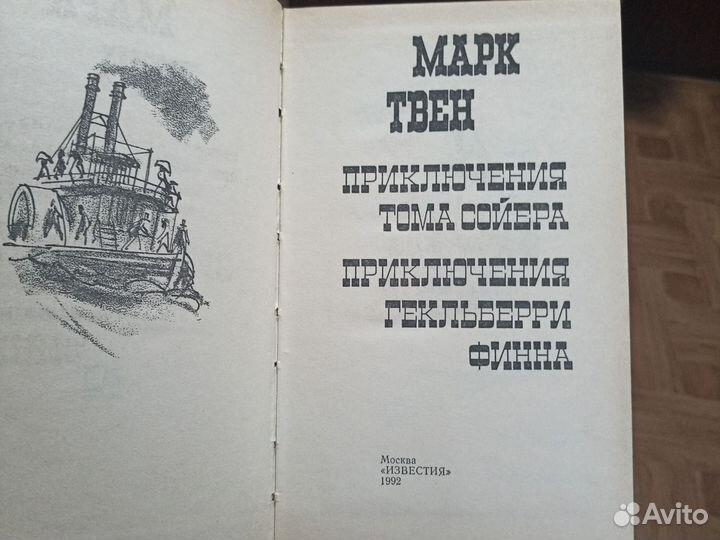 МАРК
ТВЕН
ПРИКЛЮЧЕНИЯ
ТОМА СОЙЕРА
ПРИКЛЮЧЕНИЯ
ГЕКЛЬБЕРРИ
ФИННА
Москва
«ИЗВЕСТИЯ»
1992
Avito